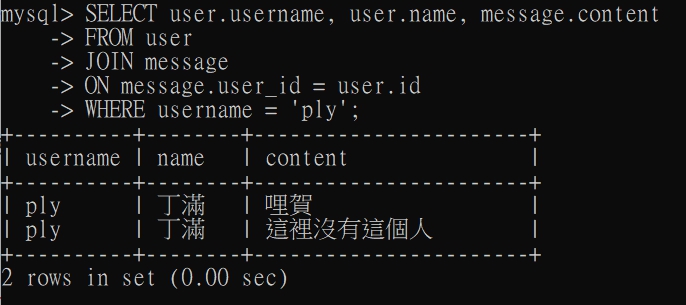 mysql> SELECT user.username, user.name, message.content
    -> FROM user
    -> JOIN message
    -> ON message.user_id = user.id
    -> WHERE username = 'ply';
+----------+--------+-----------------------+
| username | name   | content               |
+----------+--------+-----------------------+
| ply      | 丁滿   | 哩賀                  |
| ply      | 丁滿   | 這裡沒有這個人        |
+----------+--------+-----------------------+
2 rows in set (0.00 sec)